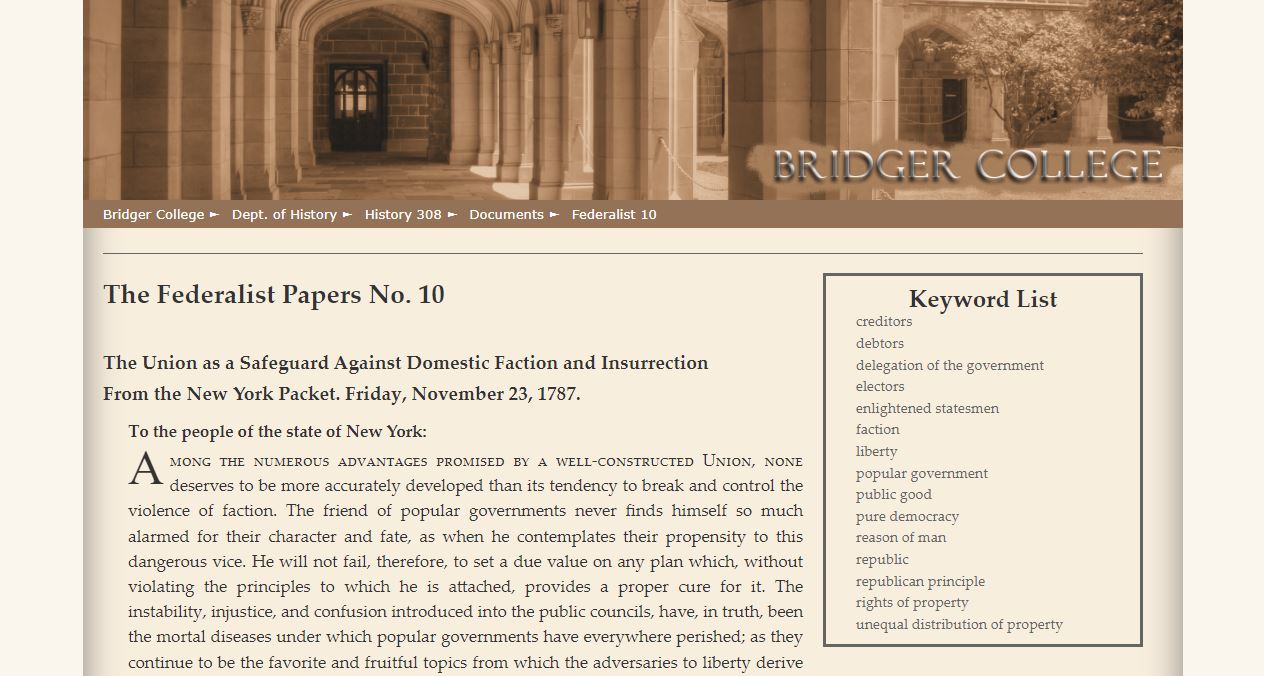 BRIDGER COLLEGE
Bridger College ► Dept. of History ► History 308 ► Documents ► Federalist 10
The Federalist Papers No. 10
The Union as a Safeguard Against Domestic Faction and Insurrection
From the New York Packet. Friday, November 23, 1787.
To the people of the state of New York:
AMONG THE NUMEROUS ADVANTAGES PROMISED BY A WELL-CONSTRUCTED UNION, NONE
deserves to be more accurately developed than its tendency to break and control the
violence of faction. The friend of popular governments never finds himself so much
alarmed for their character and fate, as when he contemplates their propensity to this
dangerous vice. He will not fail, therefore, to set a due value on any plan which, without
violating the principles to which he is attached, provides a proper cure for it. The
instability, injustice, and confusion introduced into the public councils, have, in truth, been
the mortal diseases under which popular governments have everywhere perished; as they
continue to be the favorite and fruitful topics from which the adversaries to liberty derive
Keyword List
creditors
debtors
delegation of the government
electors
enlightened statesmen
faction
liberty
popular government
public good
pure democracy
reason of man
republic
republican principle
rights of property
unequal distribution of property